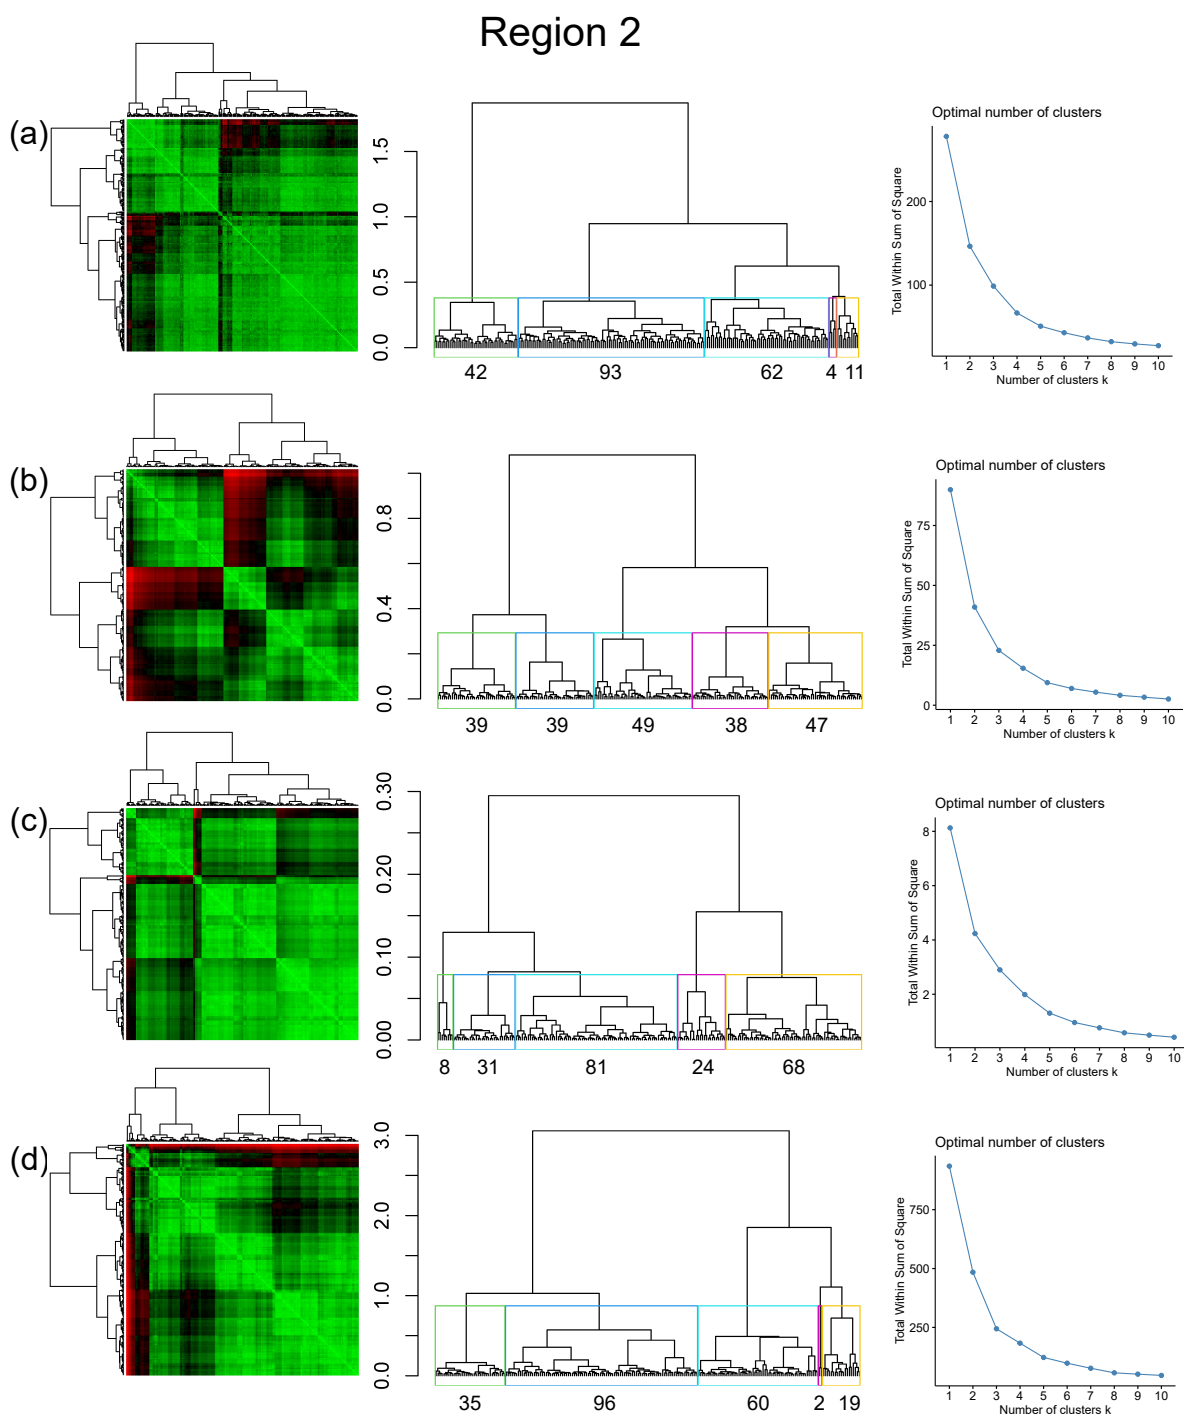 Region 2
(a)
1.5
1.0
0.5
0.0
42 93 62 4 11
Optimal number of clusters
Total Within Sum of Square
200
100
1 2 3 4 5 6 7 8 9 10
Number of clusters k
(b)
0.8
0.4
0.0
39 39 49 38 47
Optimal number of clusters
Total Within Sum of Square
75
50
25
0
1 2 3 4 5 6 7 8 9 10
Number of clusters k
(c)
0.30
0.20
0.10
0.00
8 31 81 24 68
Optimal number of clusters
Total Within Sum of Square
8
6
4
2
1 2 3 4 5 6 7 8 9 10
Number of clusters k
(d)
3.0
2.0
1.0
0.0
35 96 60 2 19
Optimal number of clusters
Total Within Sum of Square
750
500
250
1 2 3 4 5 6 7 8 9 10
Number of clusters k